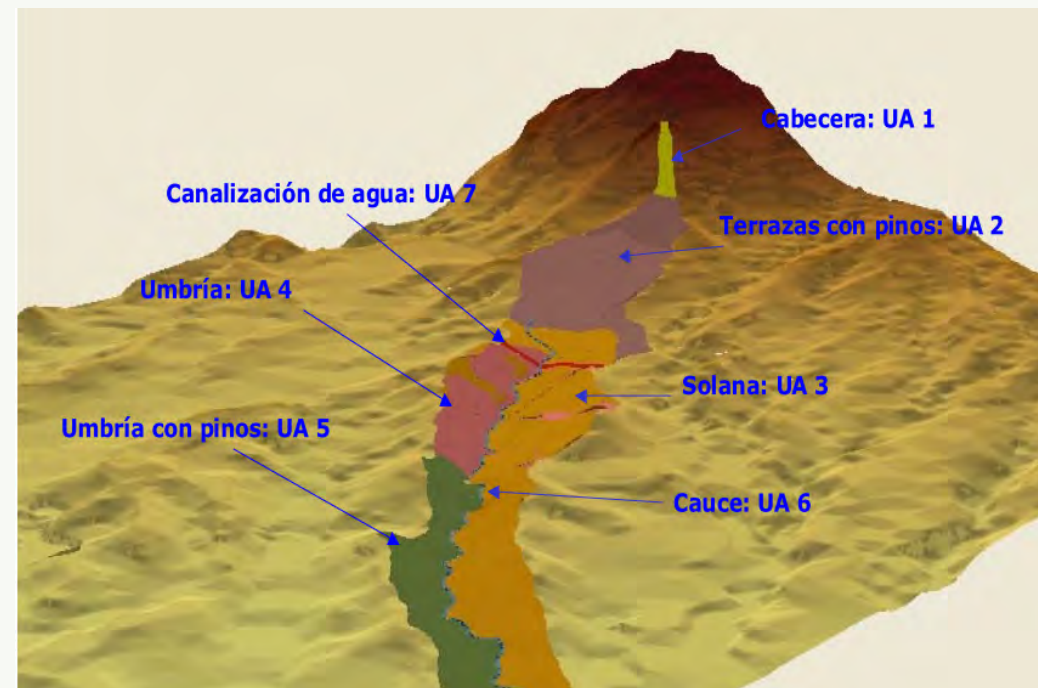 Cabecera: UA 1
Canalización de agua: UA 7
Terrazas con pinos: UA 2
Umbría: UA 4
Solana: UA 3
Umbría con pinos: UA 5
Cauce: UA 6